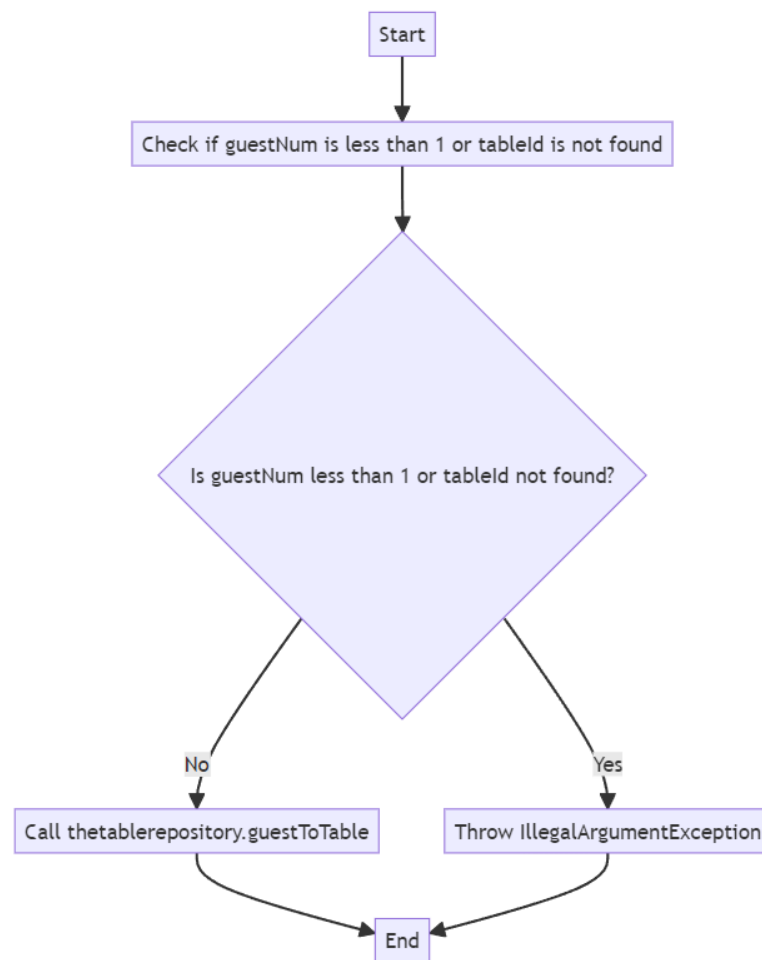 Start
Check if guestNum is less than 1 or tableId is not found
Is guestNum less than 1 or tableId not found?
No
Yes
Call thetablerepository.guestToTable
Throw IllegalArgumentException
End